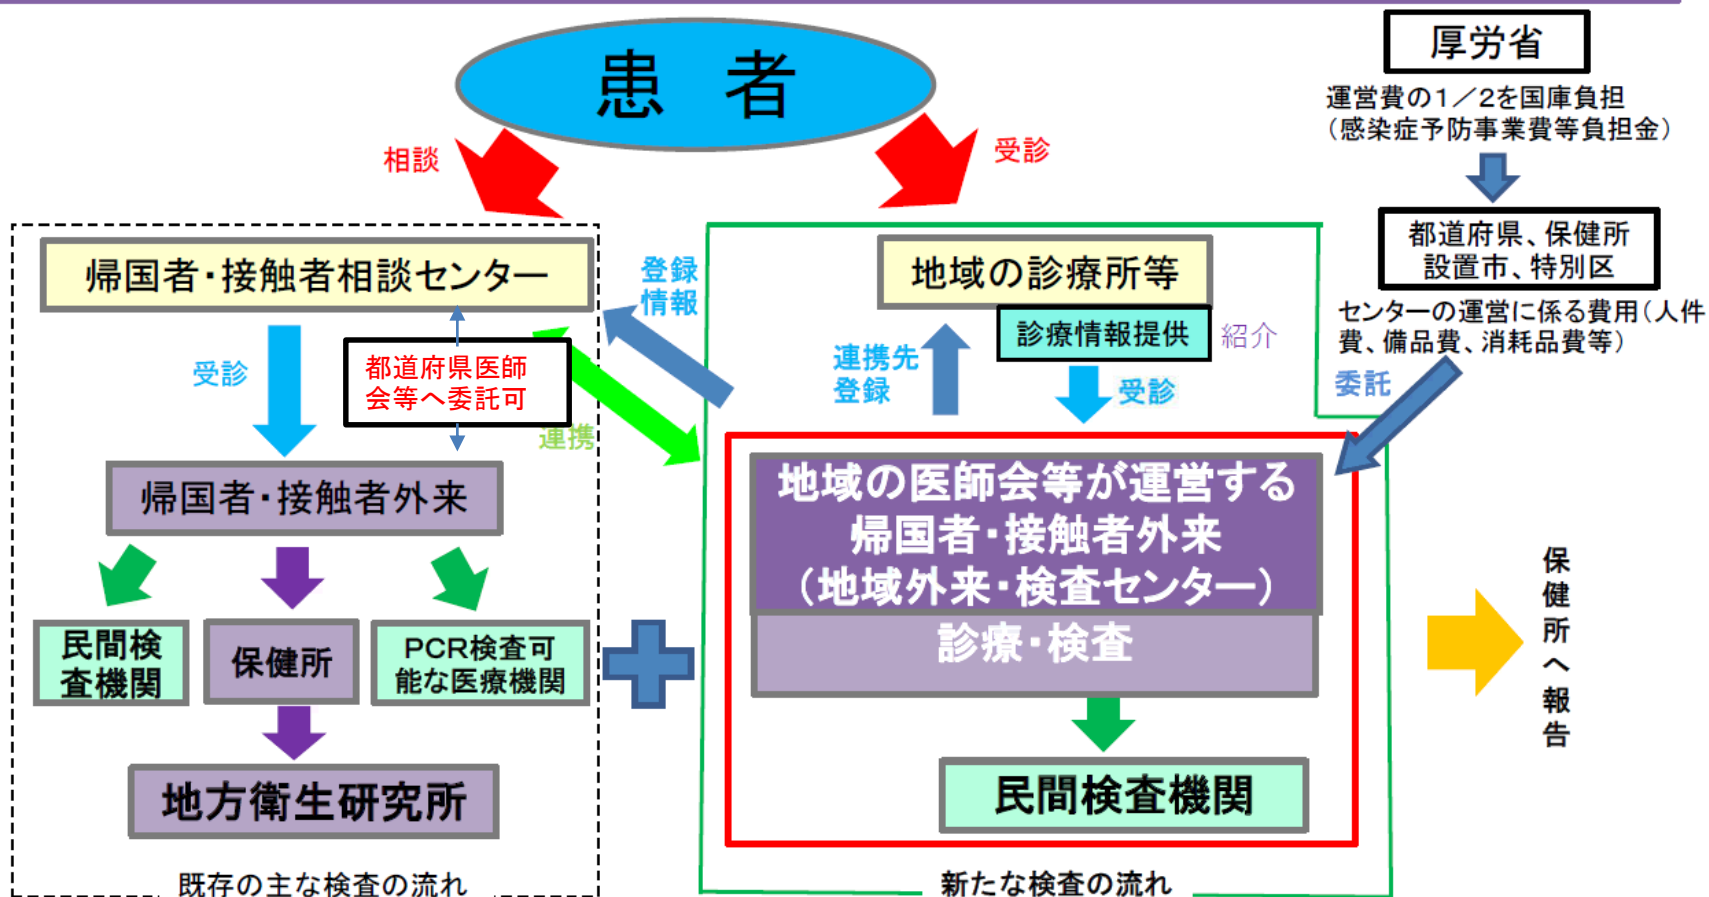 患 者
厚労省
運営費の1/2を国庫負担
(感染症予防事業費等負担金)
相談
受診
都道府県、保健所
設置市、特別区
センターの運営に係る費用(人件
費、備品費、消耗品費等)
委託
帰国者・接触者相談センター
登録
情報
地域の診療所等
診療情報提供
紹介
受診
都道府県医師
会等へ委託可
連携
連携先
登録
受診
帰国者・接触者外来
地域の医師会等が運営する
帰国者・接触者外来
(地域外来・検査センター)
診療・検査
民間検
査機関
保健所
PCR検査可
能な医療機関
地方衛生研究所
民間検査機関
保健所へ報告
既存の主な検査の流れ
新たな検査の流れ